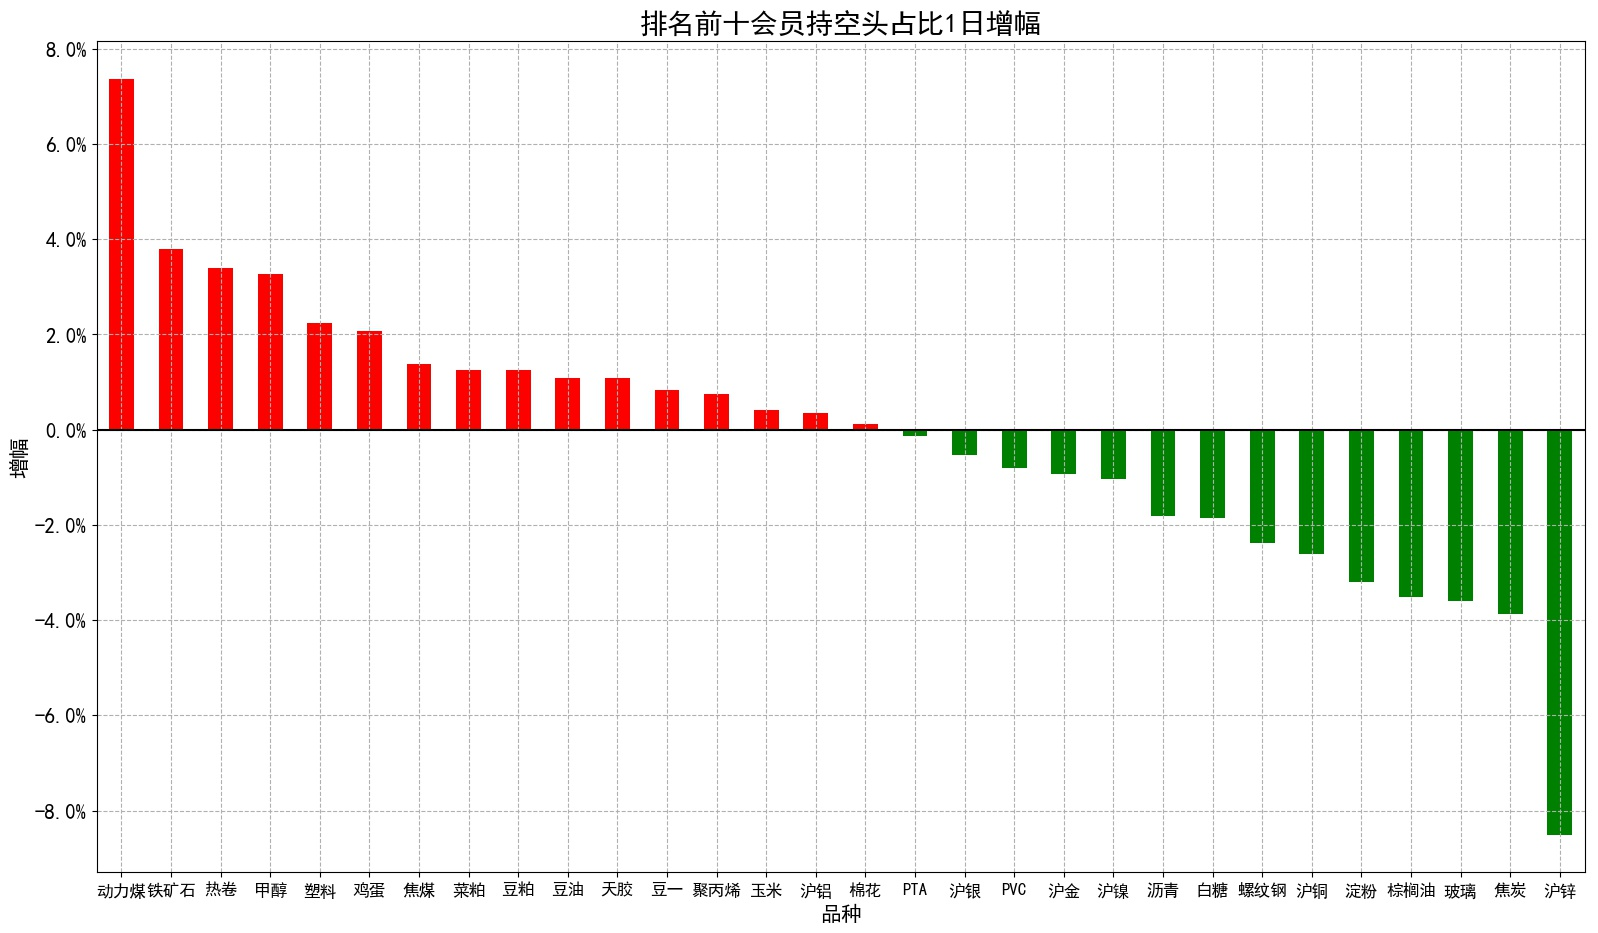 排名前十会员持空头占比1日增幅
8.0%
6.0%
4.0%
2.0%
0.0%
-2.0%
-4.0%
-6.0%
-8.0%
增幅
动力煤 铁矿石 热卷 甲醇 塑料 鸡蛋 焦煤 菜粕 豆粕 豆油 天胶 豆一 聚丙烯 玉米 沪铝 棉花 PTA 沪银 PVC 沪金 沪镍 沥青 白糖 螺纹钢 沪铜 淀粉 棕榈油 玻璃 焦炭 沪锌
品种